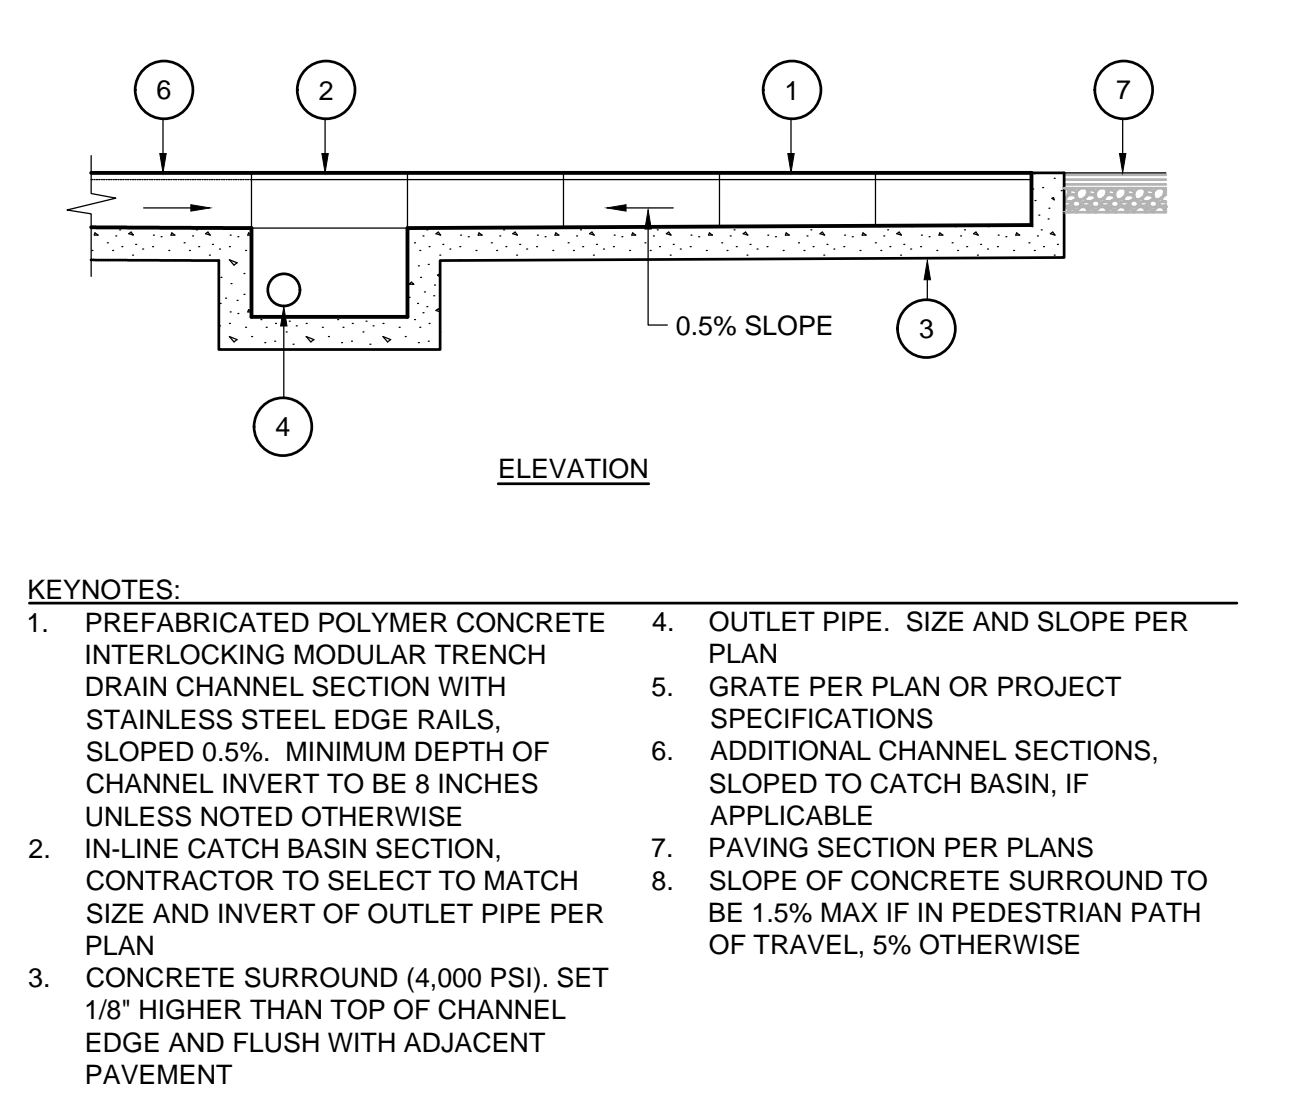 6
2
1
7
0.5% SLOPE
3
4
ELEVATION
KEYNOTES:
1. PREFABRICATED POLYMER CONCRETE
INTERLOCKING MODULAR TRENCH
DRAIN CHANNEL SECTION WITH
STAINLESS STEEL EDGE RAILS,
SLOPED 0.5%. MINIMUM DEPTH OF
CHANNEL INVERT TO BE 8 INCHES
UNLESS NOTED OTHERWISE
2. IN-LINE CATCH BASIN SECTION,
CONTRACTOR TO SELECT TO MATCH
SIZE AND INVERT OF OUTLET PIPE PER
PLAN
3. CONCRETE SURROUND (4,000 PSI). SET
1/8" HIGHER THAN TOP OF CHANNEL
EDGE AND FLUSH WITH ADJACENT
PAVEMENT
4. OUTLET PIPE. SIZE AND SLOPE PER
PLAN
5. GRATE PER PLAN OR PROJECT
SPECIFICATIONS
6. ADDITIONAL CHANNEL SECTIONS,
SLOPED TO CATCH BASIN, IF
APPLICABLE
7. PAVING SECTION PER PLANS
8. SLOPE OF CONCRETE SURROUND TO
BE 1.5% MAX IF IN PEDESTRIAN PATH
OF TRAVEL, 5% OTHERWISE